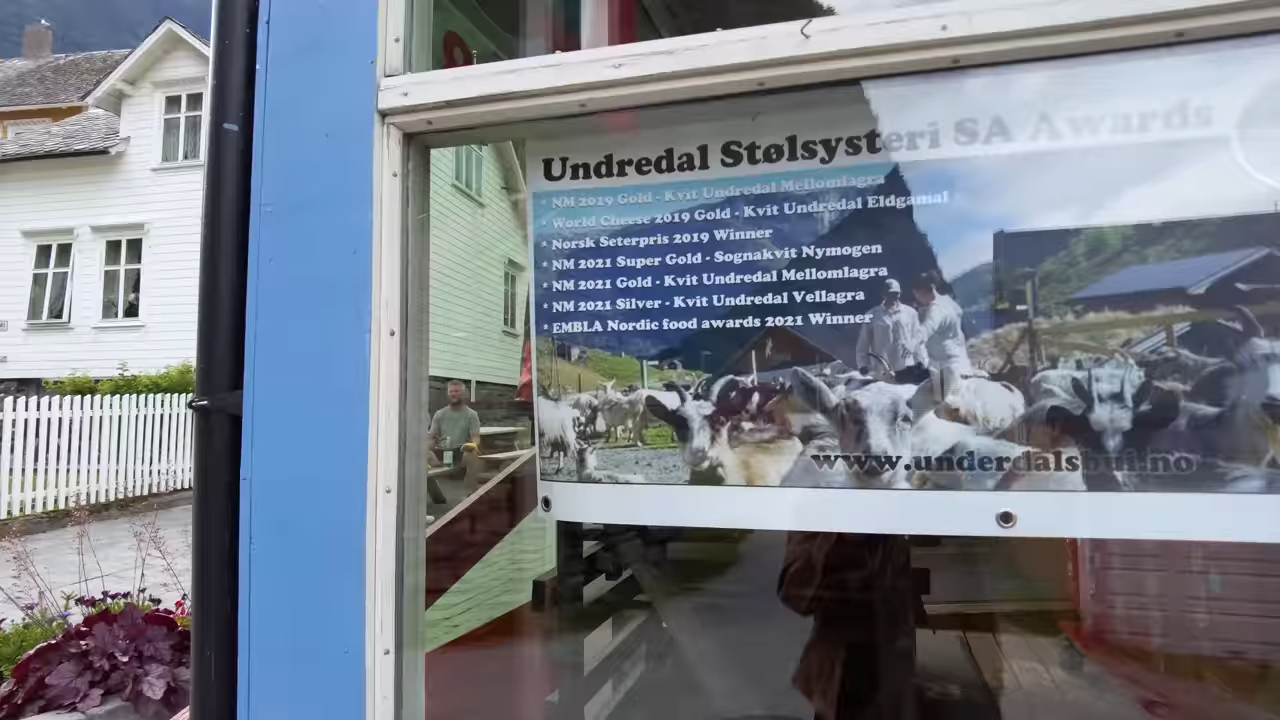 Undredal Stølsysteri SA Awards
* NM 2019 Gold - Kvit Undredal Mellomlagra
* World Cheese 2019 Gold - Kvit Undredal Eldgamal
* Norsk Seterpris 2019 Winner
* NM 2021 Super Gold - Sognakvit Nymogen
* NM 2021 Gold - Kvit Undredal Mellomlagra
* NM 2021 Silver - Kvit Undredal Vellagra
* EMBLA Nordic food awards 2021 Winner
www.underdalsbui.no